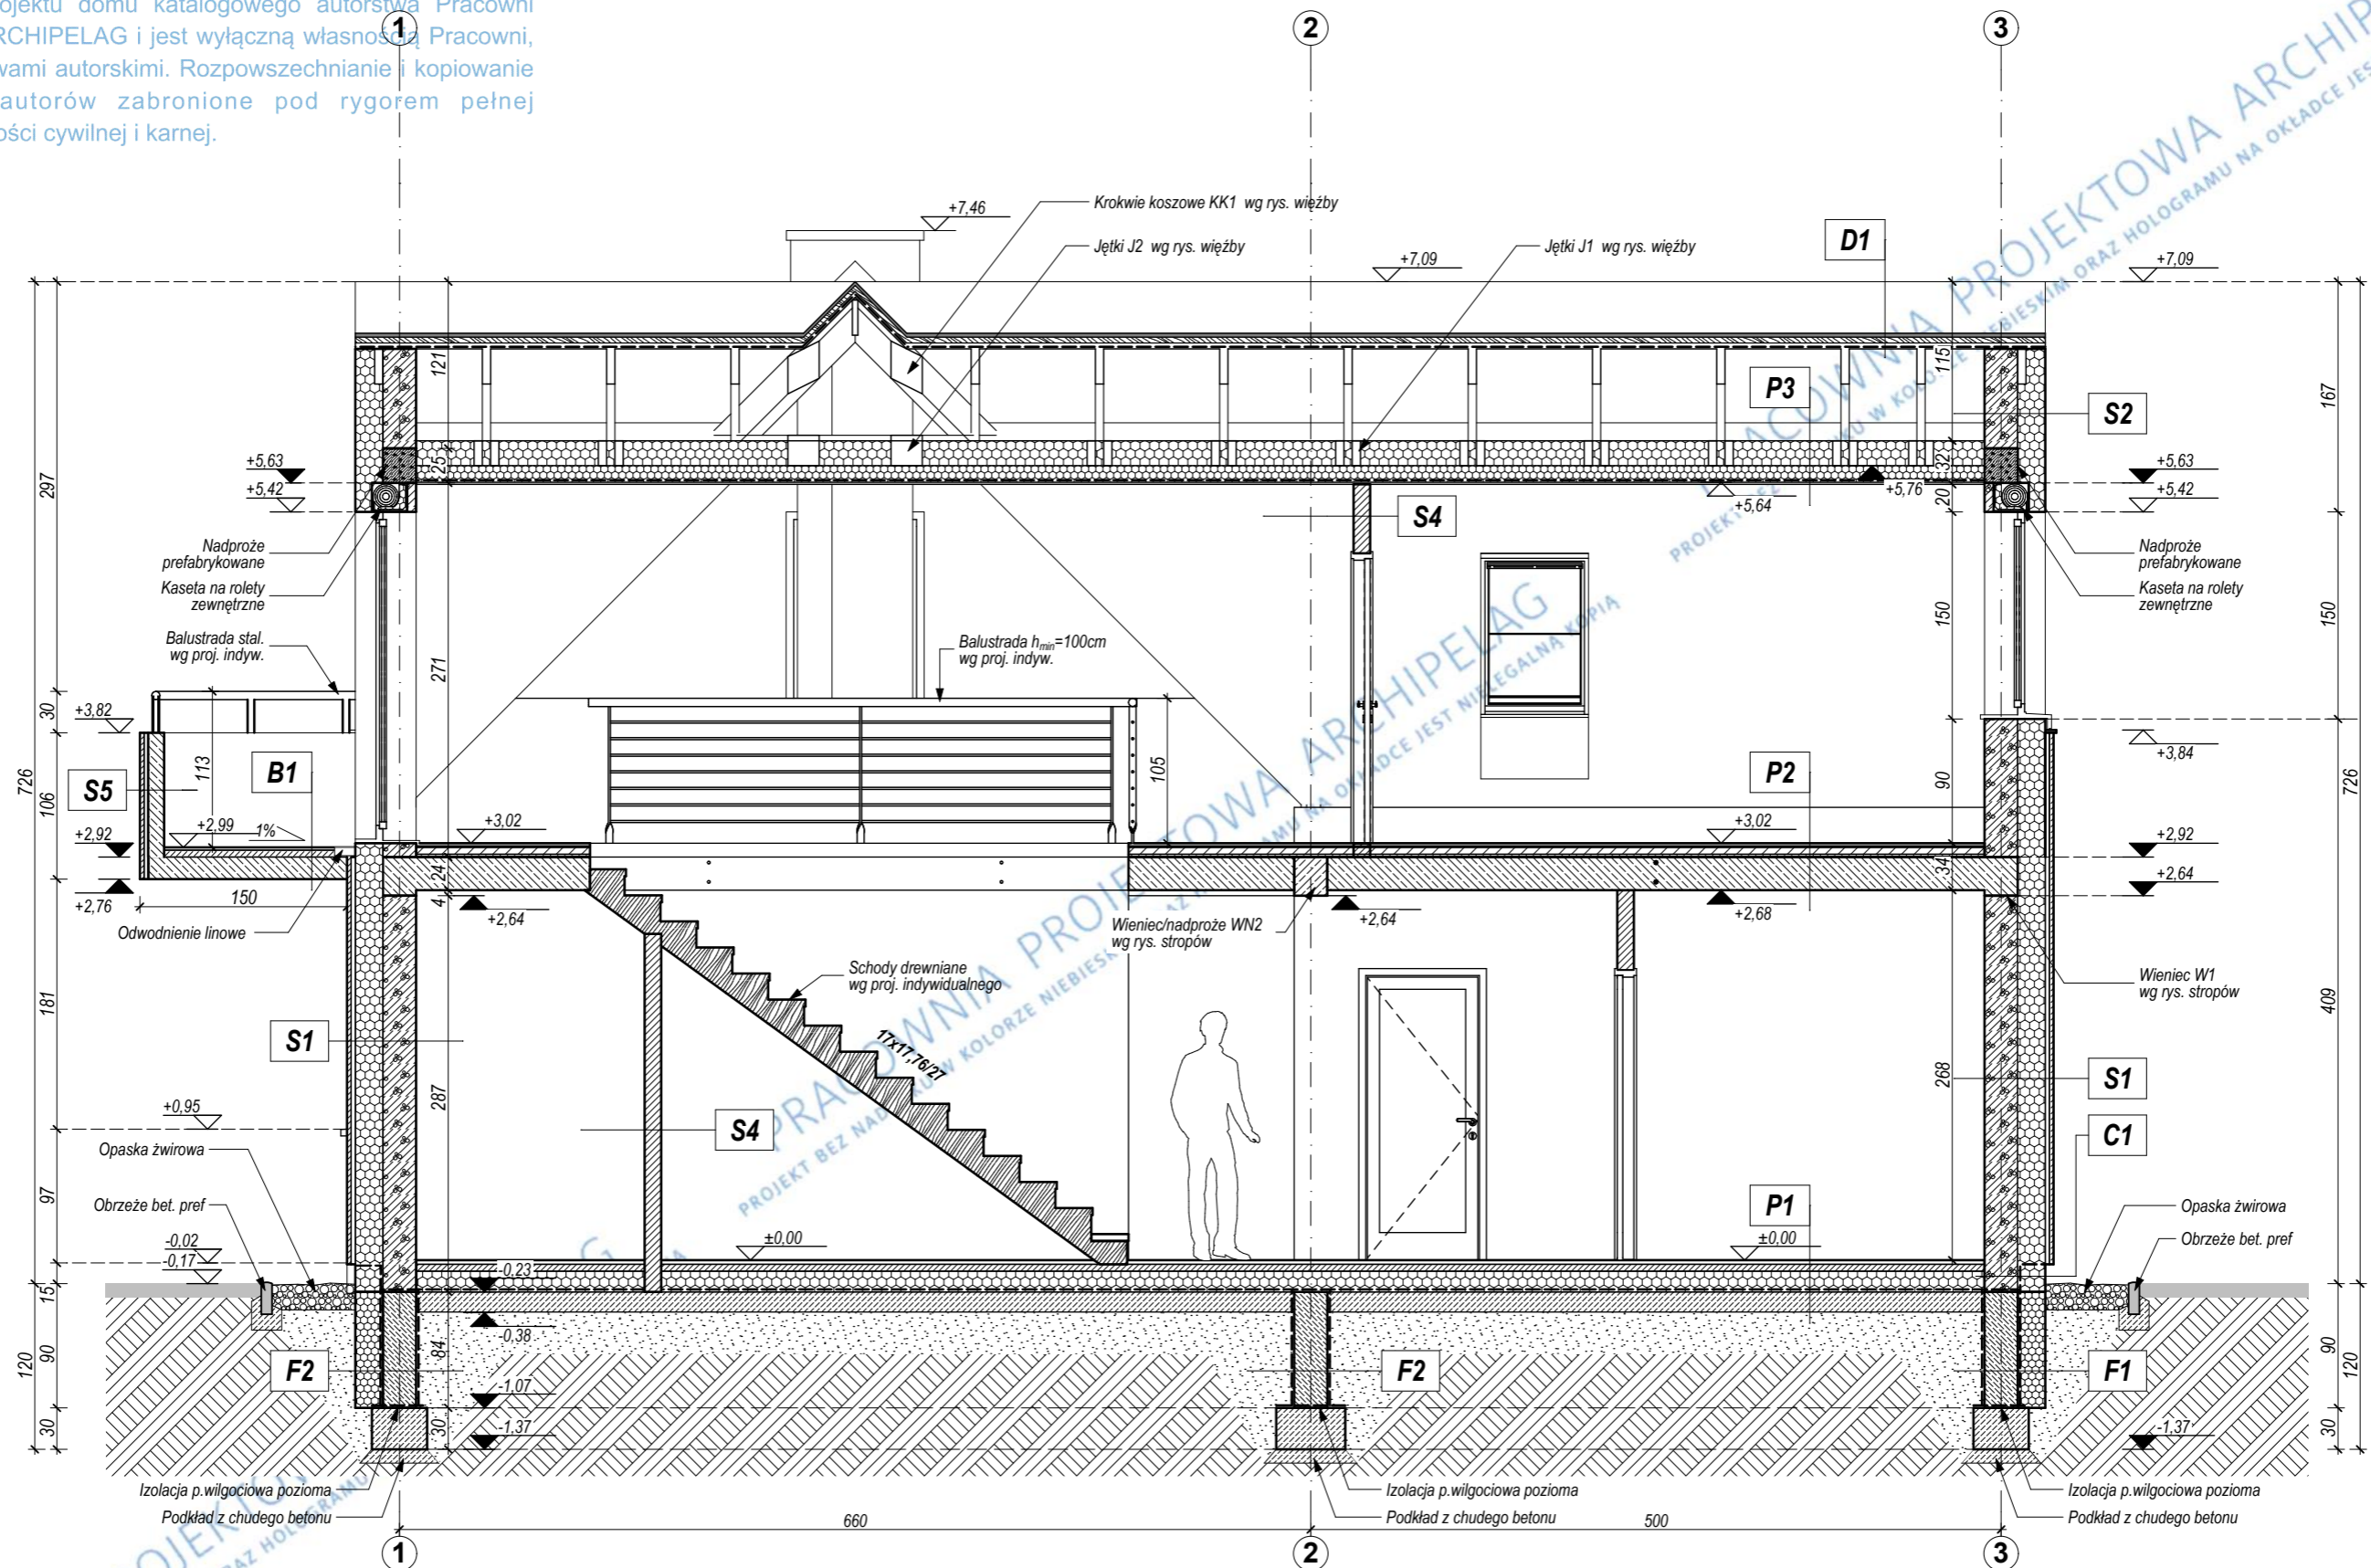 ojektu domu katalogowego autorstwa Pracowni
RCHIPELAG i jest wyłączną własnością Pracowni,
wami autorskimi. Rozpowszechnianie i kopiowanie
autorów zabronione pod rygorem pełnej
ości cywilnej i karnej.
1
2
3
Krokwie koszowe KK1 wg rys. więźby
Jętki J2 wg rys. więźby
Jętki J1 wg rys. więźby
D1
+7,46
+7,09
+7,09
121
115
P3
S2
167
297
25
32
+5,63
+5,42
+5,76
+5,64
20
+5,63
+5,42
S4
Nadproże
prefabrykowane
Kaseta na rolety
zewnętrzne
Balustrada stal.
wg proj. indyw.
Nadproże
prefabrykowane
Kaseta na rolety
zewnętrzne
271
150
150
Balustrada hmin=100cm
wg proj. indyw.
30
+3,82
+3,84
S5
B1
113
105
P2
90
726
106
726
+2,92
+2,99
1%
+3,02
+3,02
+2,92
24
4
34
+2,76
150
+2,64
+2,64
+2,68
+2,64
Odwodnienie linowe
Wieniec/nadproże WN2
wg rys. stropów
Schody drewniane
wg proj. indywidualnego
17x17,76/27
Wieniec W1
wg rys. stropów
181
S1
287
S4
268
S1
409
C1
+0,95
Opaska żwirowa
Obrzeże bet. pref
97
P1
Opaska żwirowa
Obrzeże bet. pref
-0,02
-0,17
±0,00
±0,00
-0,23
-0,38
15
84
120
90
F2
F2
F1
90
120
-1,07
30
30
-1,37
-1,37
30
Izolacja p.wilgociowa pozioma
Podkład z chudego betonu
Izolacja p.wilgociowa pozioma
Podkład z chudego betonu
Izolacja p.wilgociowa pozioma
Podkład z chudego betonu
660
500
1
2
3
PRACOWNIA PROJEKTOWA ARCHIPELAG